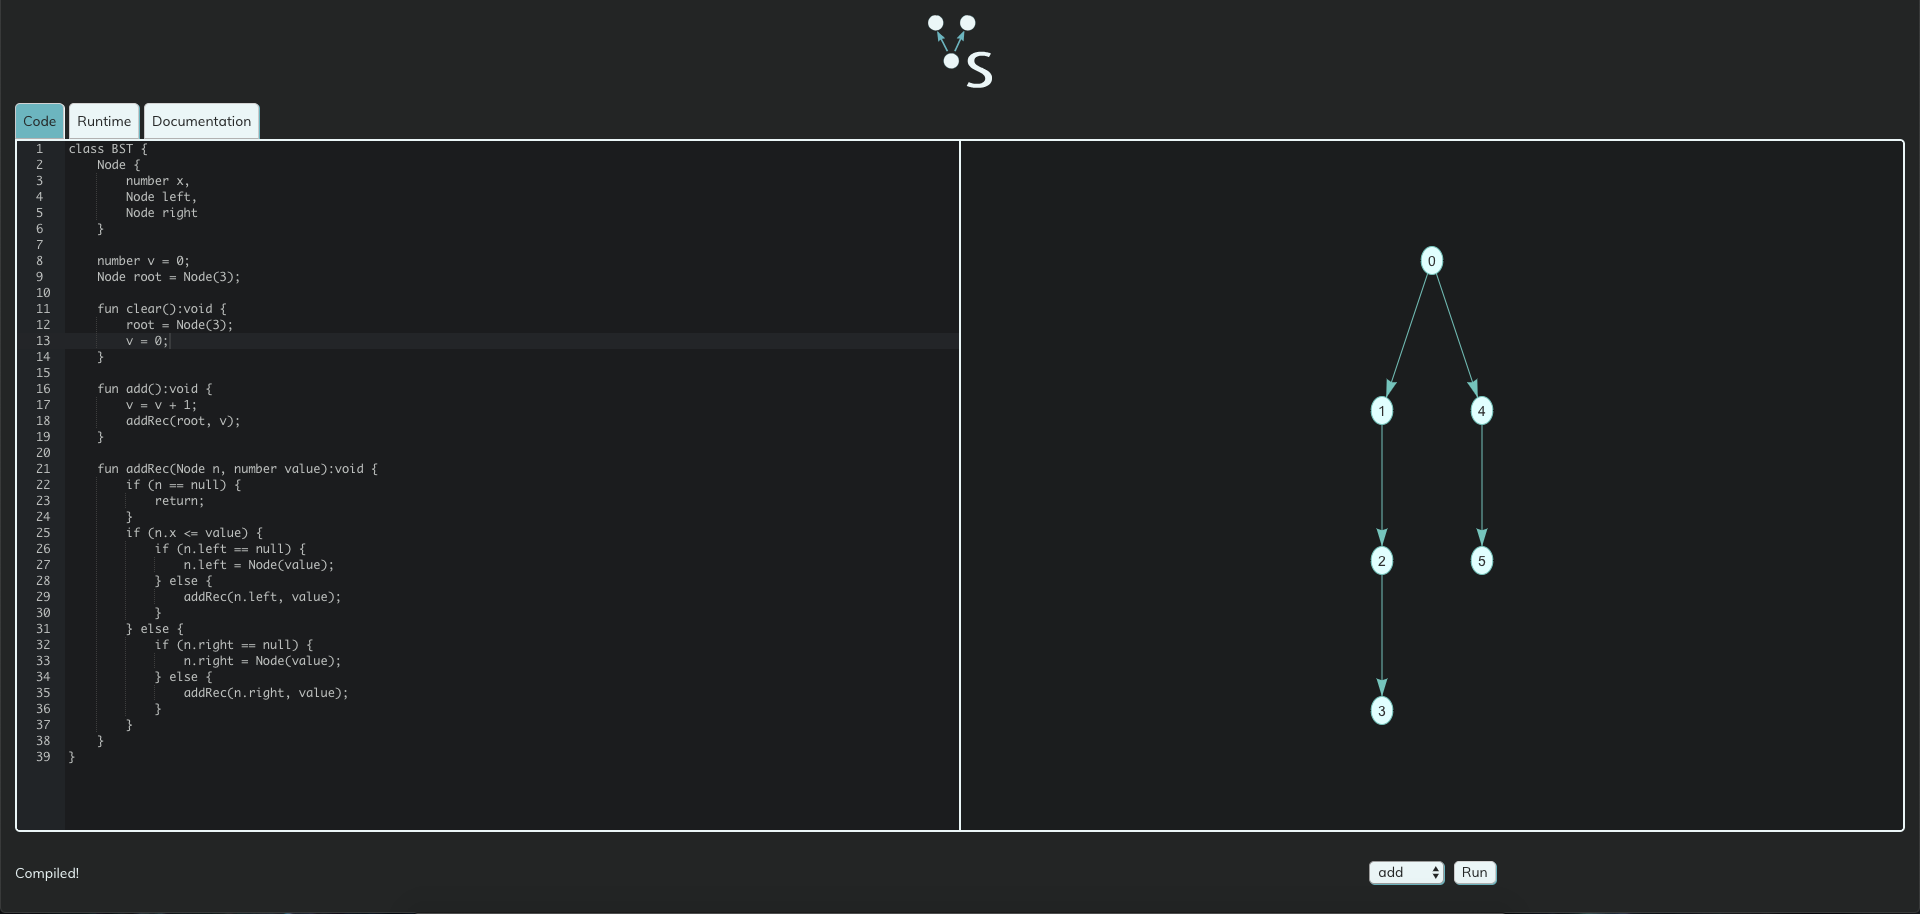 S
Code Runtime Documentation
1 class BST {
2     Node {
3         number x,
4         Node left,
5         Node right
6     }
7
8     number v = 0;
9     Node root = Node(3);
10
11     fun clear():void {
12         root = Node(3);
13         v = 0;
14     }
15
16     fun add():void {
17         v = v + 1;
18         addRec(root, v);
19     }
20
21     fun addRec(Node n, number value):void {
22         if (n == null) {
23             return;
24         }
25         if (n.x <= value) {
26             if (n.left == null) {
27                 n.left = Node(value);
28             } else {
29                 addRec(n.left, value);
30             }
31         } else {
32             if (n.right == null) {
33                 n.right = Node(value);
34             } else {
35                 addRec(n.right, value);
36             }
37         }
38     }
39 }
0
1 4
2 5
3
Compiled!
add Run